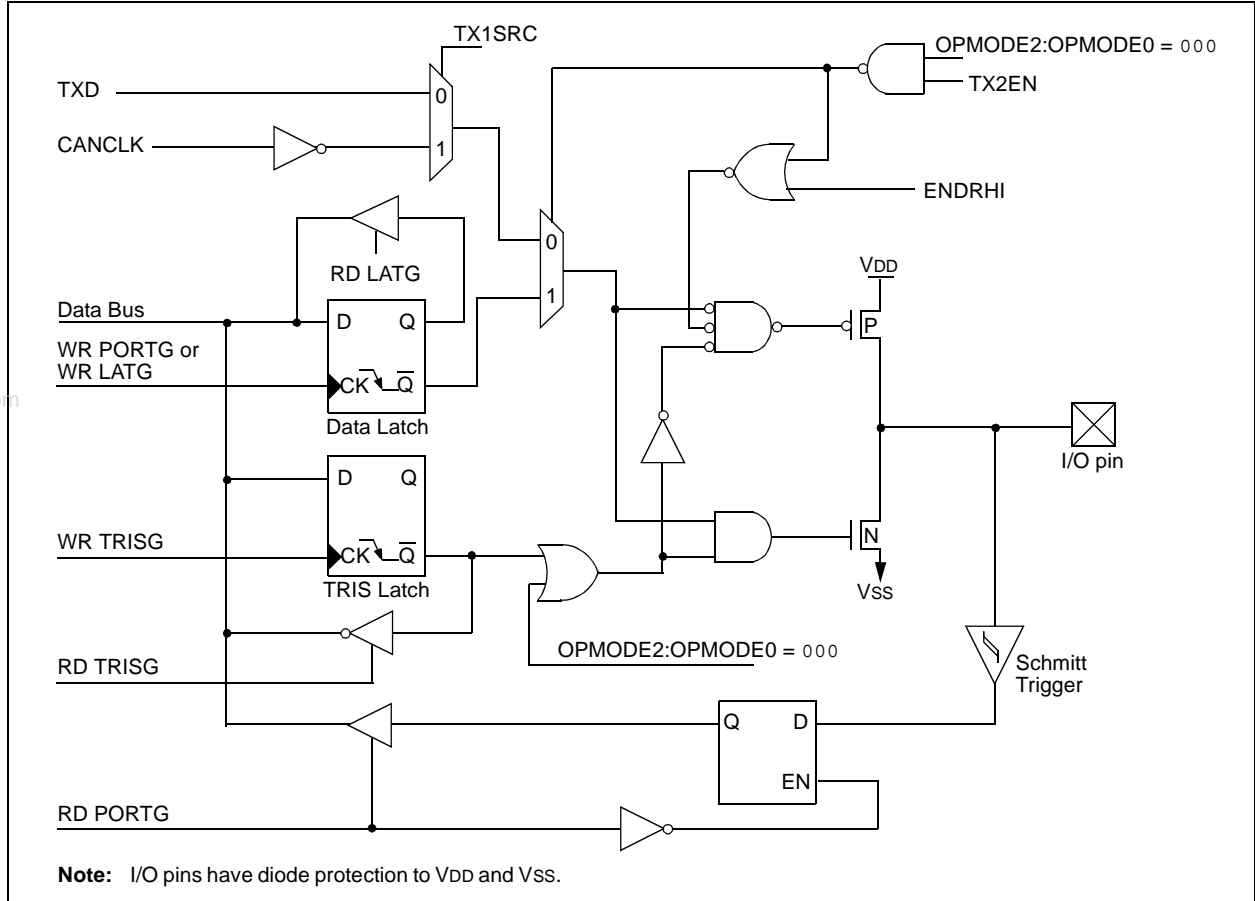 TX1SRC
OPMODE2:OPMODE0 = 000
TXD
0
TX2EN
CANCLK
1
ENDRHI
0
RD LATG
VDD
1
Data Bus
D Q
P
WR PORTG or
WR LATG
CK Q
om
Data Latch
I/O pin
D Q
WR TRISG
CK Q
N
TRIS Latch
VSS
OPMODE2:OPMODE0 = 000
RD TRISG
Schmitt
Trigger
Q D
EN
RD PORTG
Note: I/O pins have diode protection to VDD and VSS.